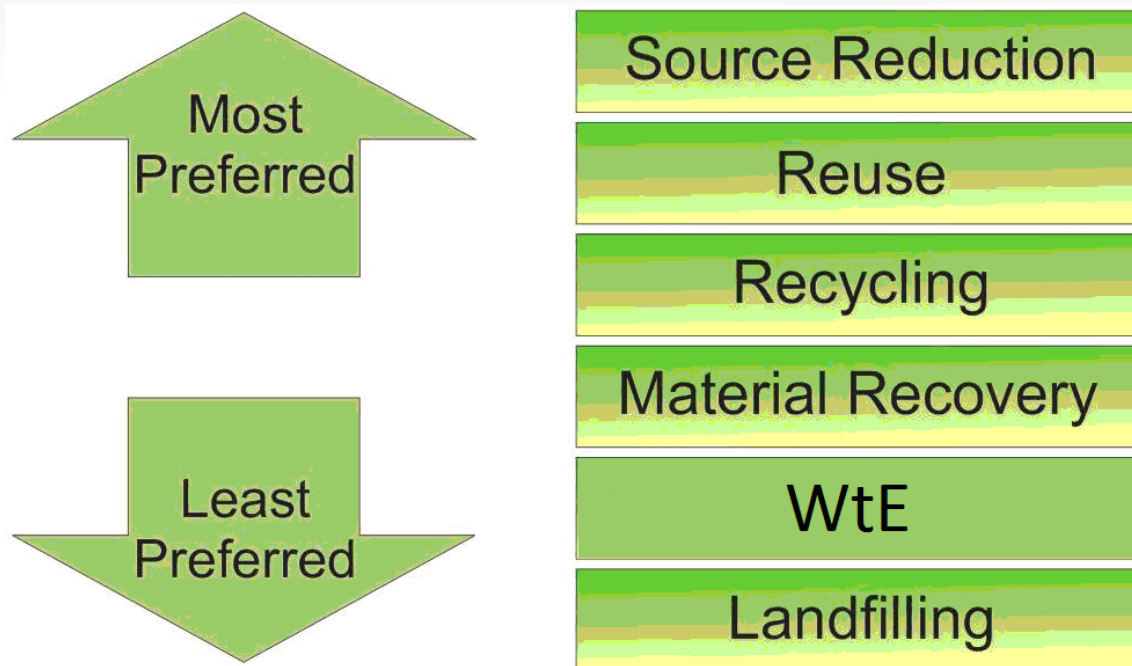 Most
Preferred
Source Reduction
Reuse
Recycling
Material Recovery
Least
Preferred
WtE
Landfilling